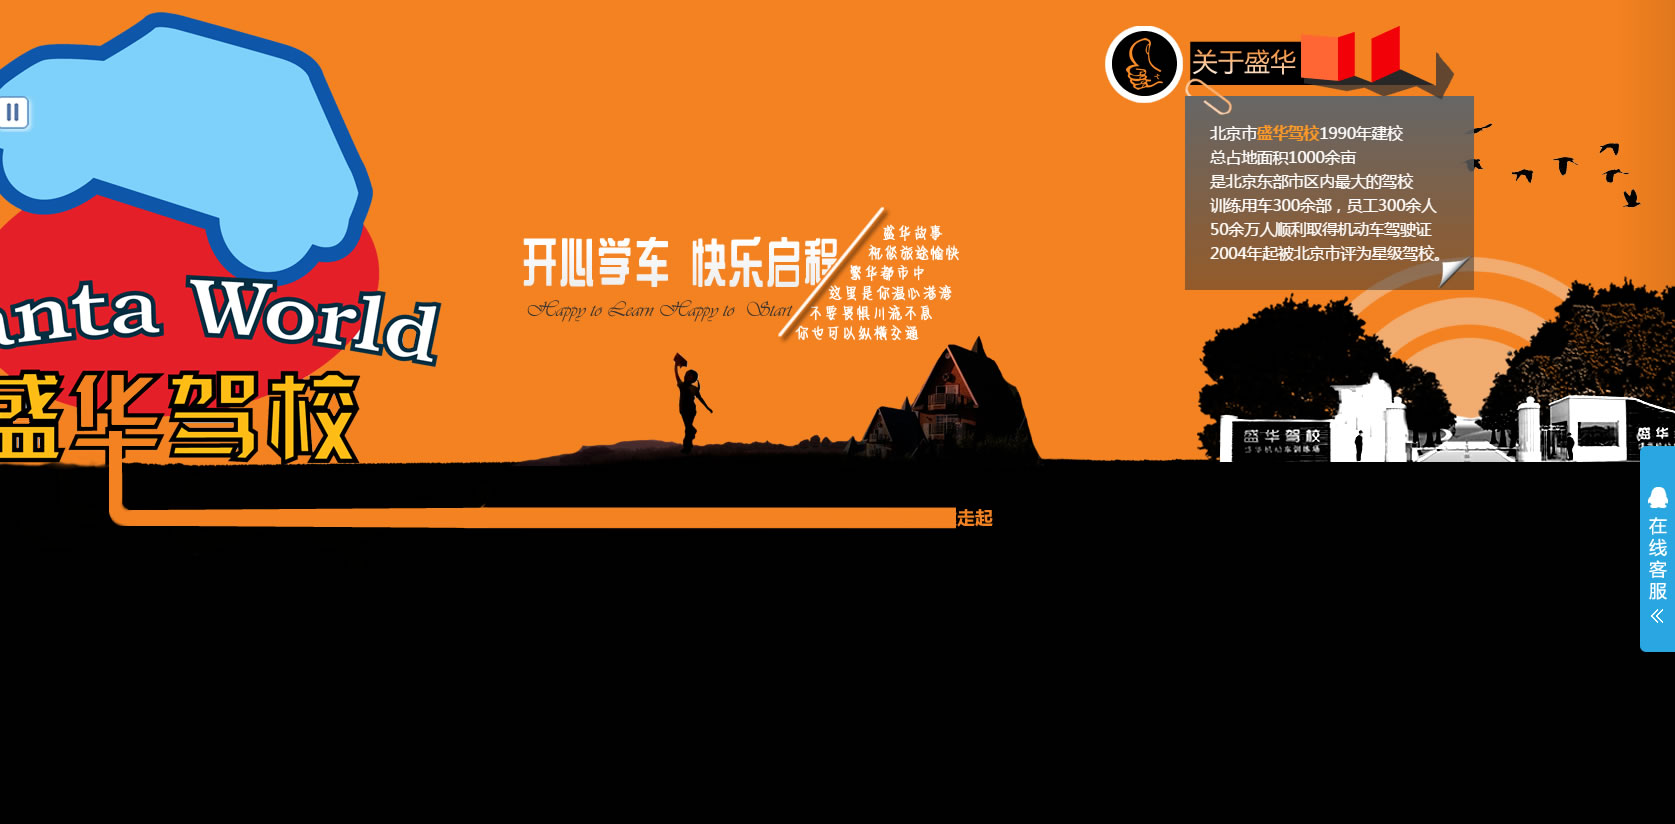 关于盛华
北京市盛华驾校1990年建校
总占地面积1000余亩
是北京东部市区内最大的驾校
训练用车300余部，员工300余人
50余万人顺利取得机动车驾驶证
2004年起被北京市评为星级驾校。
开心学车 快乐启程
Happy to Learn Happy to Start
盛华故事
祝您旅途愉快
繁华都市中
这里是你温心港湾
不要畏惧川流不息
你也可以纵横交通
anta World
盛华驾校
走起
盛华驾校
盛华
在线客服